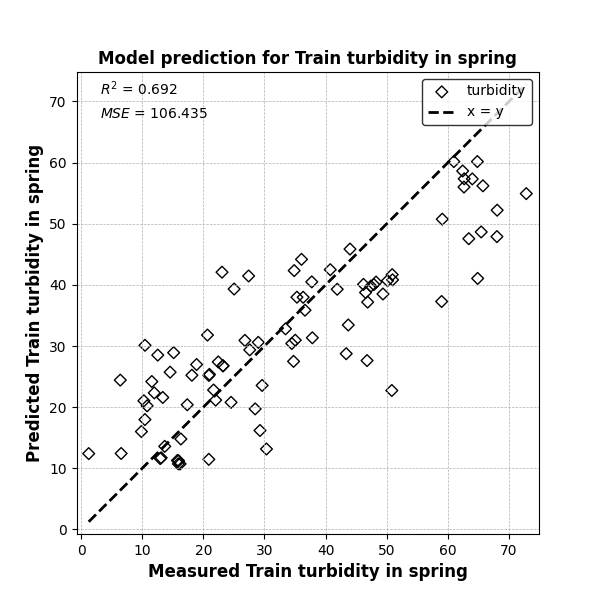 Model prediction for Train turbidity in spring
R² = 0.692
MSE = 106.435
turbidity
x = y
Predicted Train turbidity in spring
70
60
50
40
30
20
10
0
0 10 20 30 40 50 60 70
Measured Train turbidity in spring